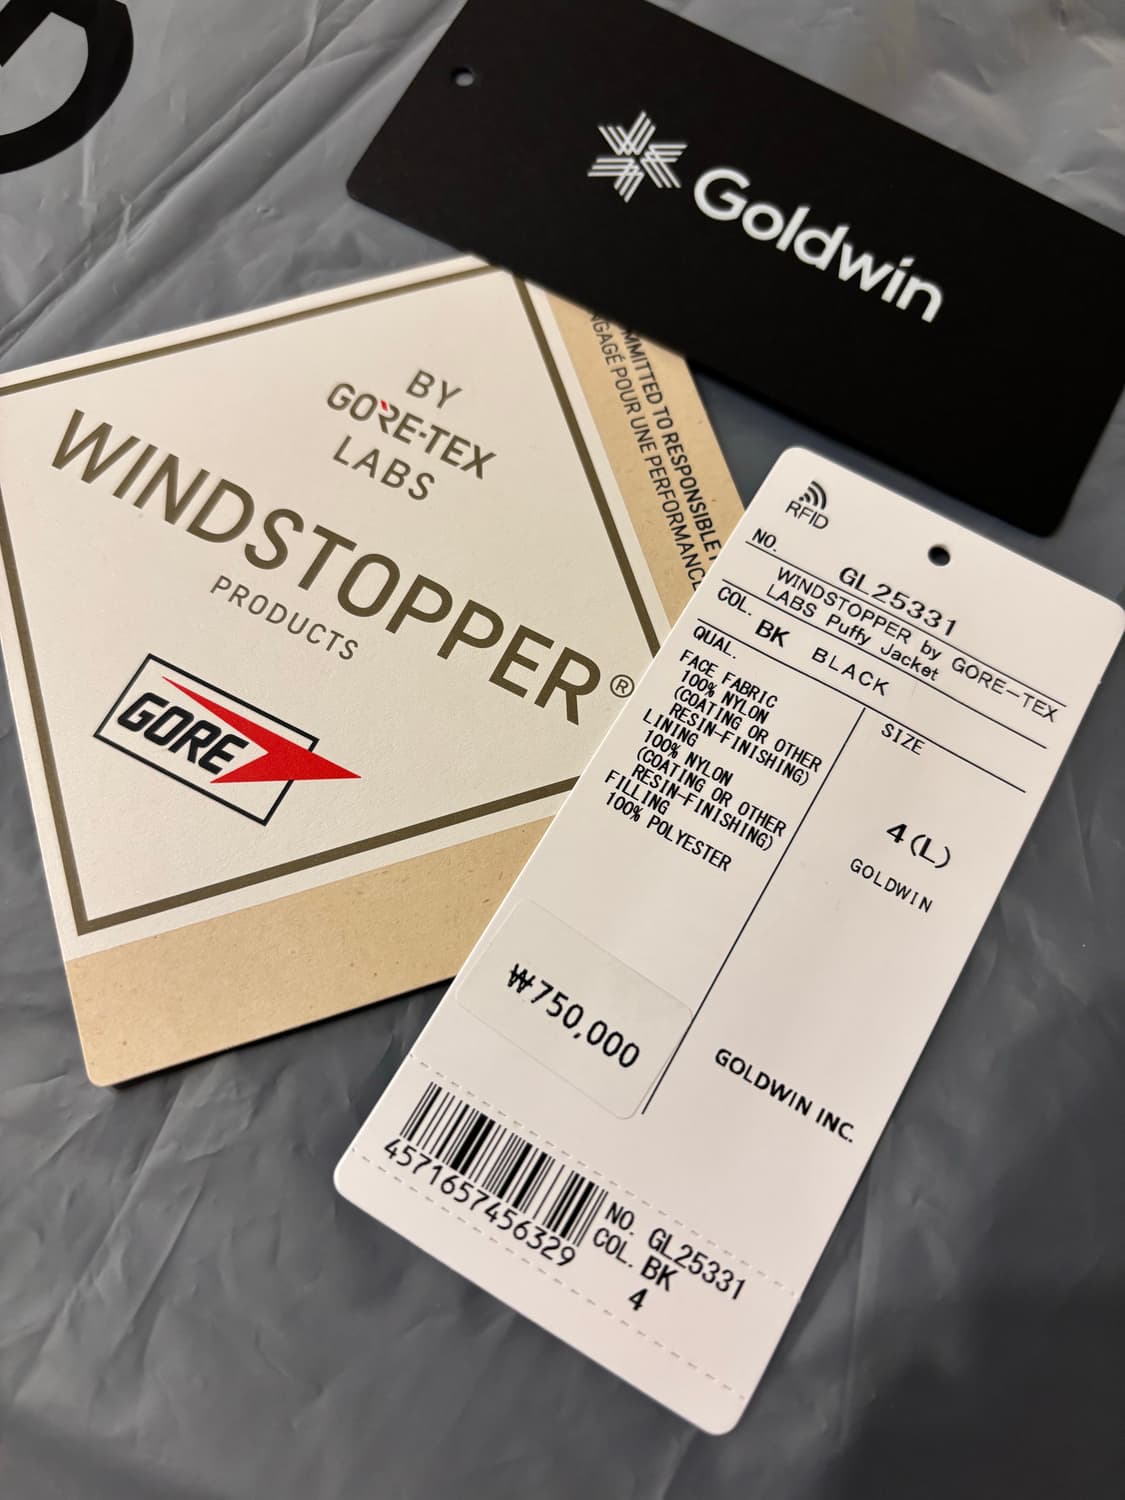 Goldwin
BY
GORE-TEX
LABS
WINDSTOPPER®
PRODUCTS
GORE
MMITTED TO RESPONSIBLE
GAGÉ POUR UNE PERFORMANCE
RFID
NO. GL25331
WINDSTOPPER by GORE-TEX
LABS Puffy Jacket
COL. BK BLACK
QUAL.
FACE FABRIC
100% NYLON
(COATING OR OTHER
RESIN-FINISHING)
LINING
100% NYLON
(COATING OR OTHER
RESIN-FINISHING)
FILLING
100% POLYESTER
SIZE
4(L)
GOLDWIN
₩750,000
GOLDWIN INC.
4571657456329
NO. GL25331
COL. BK
4